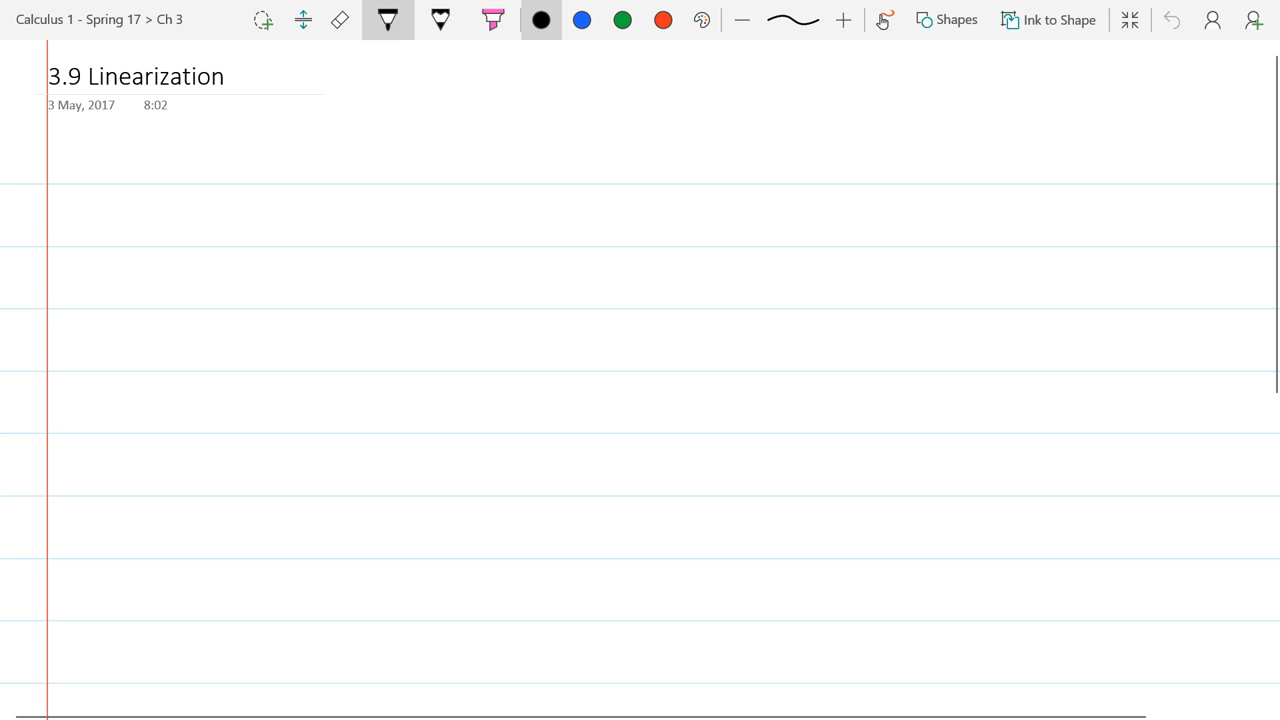 Calculus 1 - Spring 17 > Ch 3
Shapes
Ink to Shape
3.9 Linearization
3 May, 2017 8:02